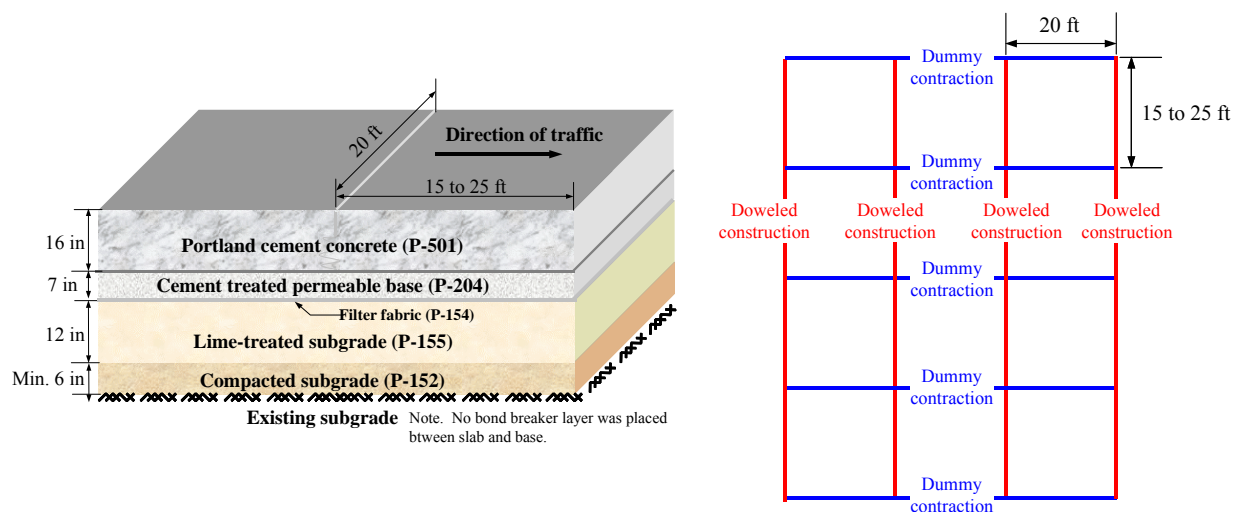 20 ft
Direction of traffic
15 to 25 ft
16 in
Portland cement concrete (P-501)
7 in
Cement treated permeable base (P-204)
Filter fabric (P-154)
12 in
Lime-treated subgrade (P-155)
Min. 6 in
Compacted subgrade (P-152)
Existing subgrade
Note. No bond breaker layer was placed
btween slab and base.
20 ft
Dummy
contraction
15 to 25 ft
Dummy
contraction
Doweled
construction
Doweled
construction
Doweled
construction
Doweled
construction
Dummy
contraction
Dummy
contraction
Dummy
contraction